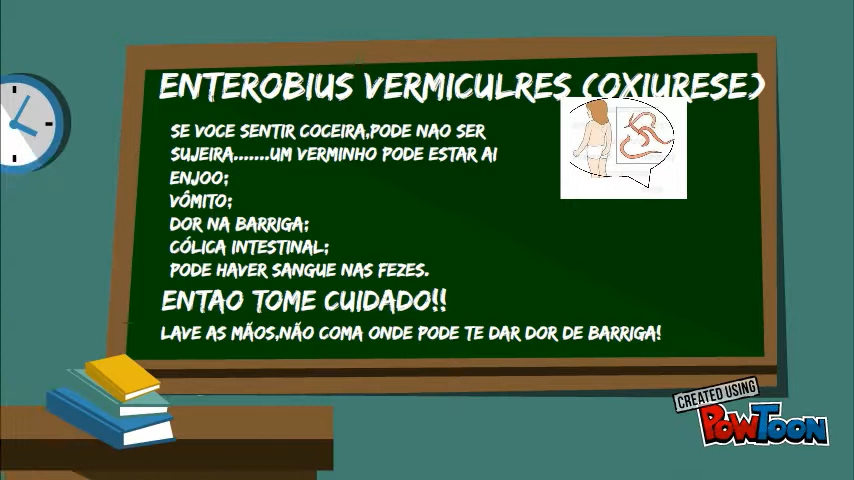 ENTEROBIUS VERMICULRES (OXIURESE)
SE VOCE SENTIR COCEIRA,PODE NAO SER
SUJEIRA.......UM VERMINHO PODE ESTAR AI
ENJOO;
VÔMITO;
DOR NA BARRIGA;
CÓLICA INTESTINAL;
PODE HAVER SANGUE NAS FEZES.
ENTAO TOME CUIDADO!!
LAVE AS MÃOS,NÃO COMA ONDE PODE TE DAR DOR DE BARRIGA!
CREATED USING
POWTOON